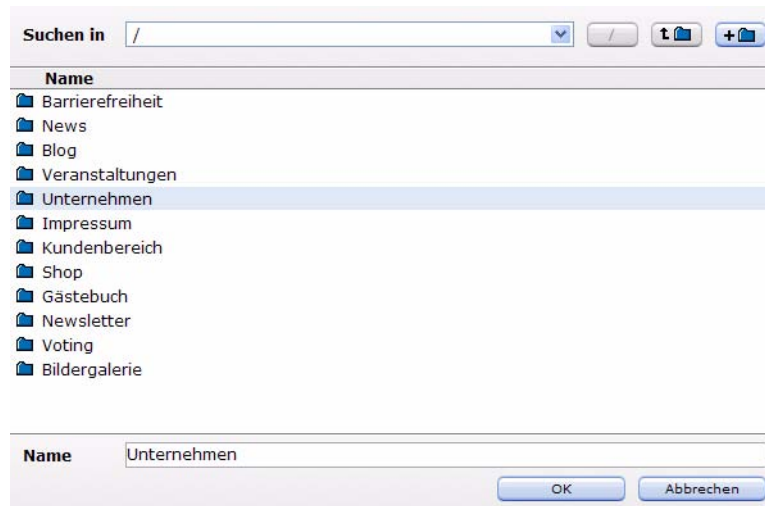 Suchen in / /
Name
Barrierefreiheit
News
Blog
Veranstaltungen
Unternehmen
Impressum
Kundenbereich
Shop
Gästebuch
Newsletter
Voting
Bildergalerie
Name Unternehmen
OK Abbrechen